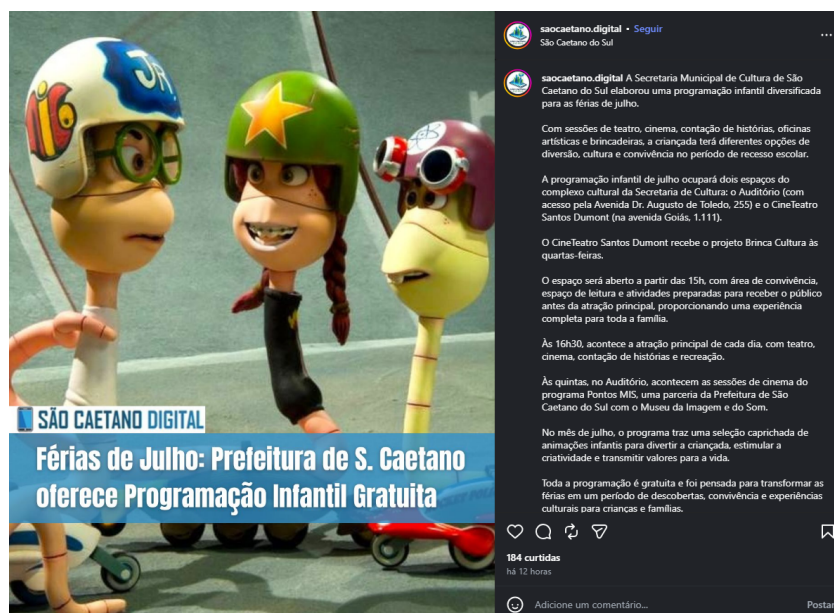 JR.
MIG
SÃO CAETANO DIGITAL
Férias de Julho: Prefeitura de S. Caetano
oferece Programação Infantil Gratuita
saocaetano.digital • Seguir
São Caetano do Sul
saocaetano.digital A Secretaria Municipal de Cultura de São
Caetano do Sul elaborou uma programação infantil diversificada
para as férias de julho.
Com sessões de teatro, cinema, contação de histórias, oficinas
artísticas e brincadeiras, a criançada terá diferentes opções de
diversão, cultura e convivência no período de recesso escolar.
A programação infantil de julho ocupará dois espaços do
complexo cultural da Secretaria de Cultura: o Auditório (com
acesso pela Avenida Dr. Augusto de Toledo, 255) e o CineTeatro
Santos Dumont (na avenida Goiás, 1.111).
O CineTeatro Santos Dumont recebe o projeto Brinca Cultura às
quartas-feiras.
O espaço será aberto a partir das 15h, com área de convivência,
espaço de leitura e atividades preparadas para receber o público
antes da atração principal, proporcionando uma experiência
completa para toda a família.
Às 16h30, acontece a atração principal de cada dia, com teatro,
cinema, contação de histórias e recreação.
Às quintas, no Auditório, acontecem as sessões de cinema do
programa Pontos MIS, uma parceria da Prefeitura de São
Caetano do Sul com o Museu da Imagem e do Som.
No mês de julho, o programa traz uma seleção caprichada de
animações infantis para divertir a criançada, estimular a
criatividade e transmitir valores para a vida.
Toda a programação é gratuita e foi pensada para transformar as
férias em um período de descobertas, convivência e experiências
culturais para crianças e famílias.
184 curtidas
há 12 horas
Adicione um comentário...
Postar